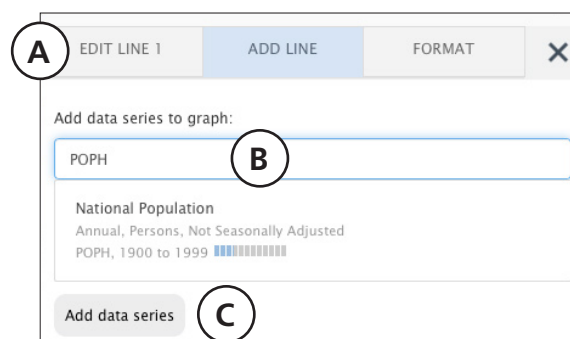 A EDIT LINE 1 ADD LINE FORMAT X
Add data series to graph:
POPH B
National Population
Annual, Persons, Not Seasonally Adjusted
POPH, 1900 to 1999
Add data series C